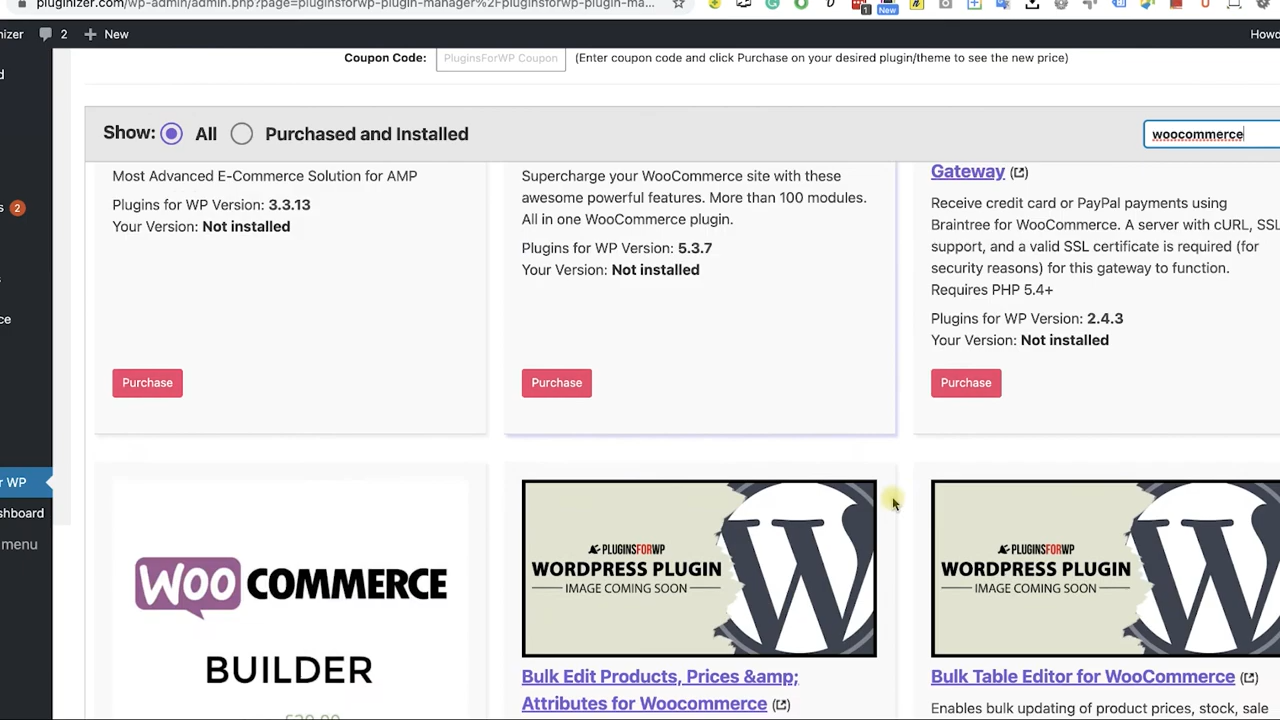 pluginizer.com/wp-admin/admin.php?page=pluginsforwp-plugin-manager%2Fpluginsforwp-plugin-ma...
1
New
nizer
2
+ New
Howd
Coupon Code:
PluginsForWP Coupon
(Enter coupon code and click Purchase on your desired plugin/theme to see the new price)
Show:
All
Purchased and Installed
woocommerce
Most Advanced E-Commerce Solution for AMP
Plugins for WP Version: 3.3.13
Your Version: Not installed
Purchase
Supercharge your WooCommerce site with these
awesome powerful features. More than 100 modules.
All in one WooCommerce plugin.
Plugins for WP Version: 5.3.7
Your Version: Not installed
Purchase
Gateway
Receive credit card or PayPal payments using
Braintree for WooCommerce. A server with cURL, SSL
support, and a valid SSL certificate is required (for
security reasons) for this gateway to function.
Requires PHP 5.4+
Plugins for WP Version: 2.4.3
Your Version: Not installed
Purchase
d
s 2
ce
r WP
shboard
menu
WOO COMMERCE
BUILDER
PLUGINSFORWP
WORDPRESS PLUGIN
IMAGE COMING SOON
Bulk Edit Products, Prices &amp;
Attributes for Woocommerce
PLUGINSFORWP
WORDPRESS PLUGIN
IMAGE COMING SOON
Bulk Table Editor for WooCommerce
Enables bulk updating of product prices, stock, sale